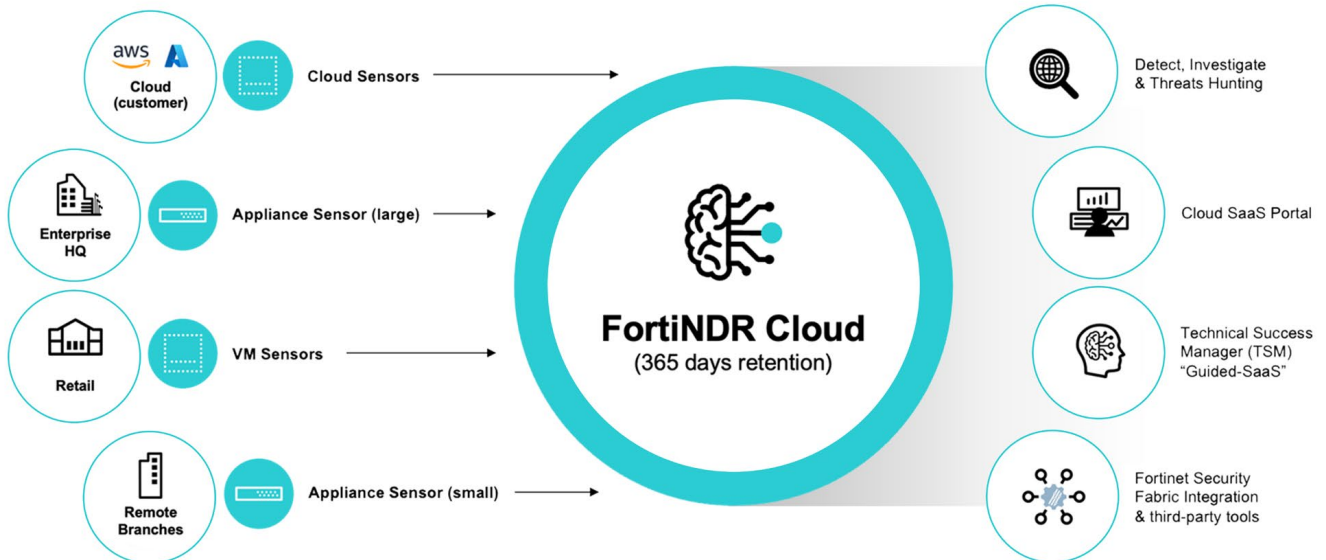 aws
Cloud
(customer)
Cloud Sensors
Enterprise
HQ
Appliance Sensor (large)
Retail
VM Sensors
Remote
Branches
Appliance Sensor (small)
FortiNDR Cloud
(365 days retention)
Detect, Investigate
& Threats Hunting
Cloud SaaS Portal
Technical Success
Manager (TSM)
“Guided-SaaS”
Fortinet Security
Fabric Integration
& third-party tools